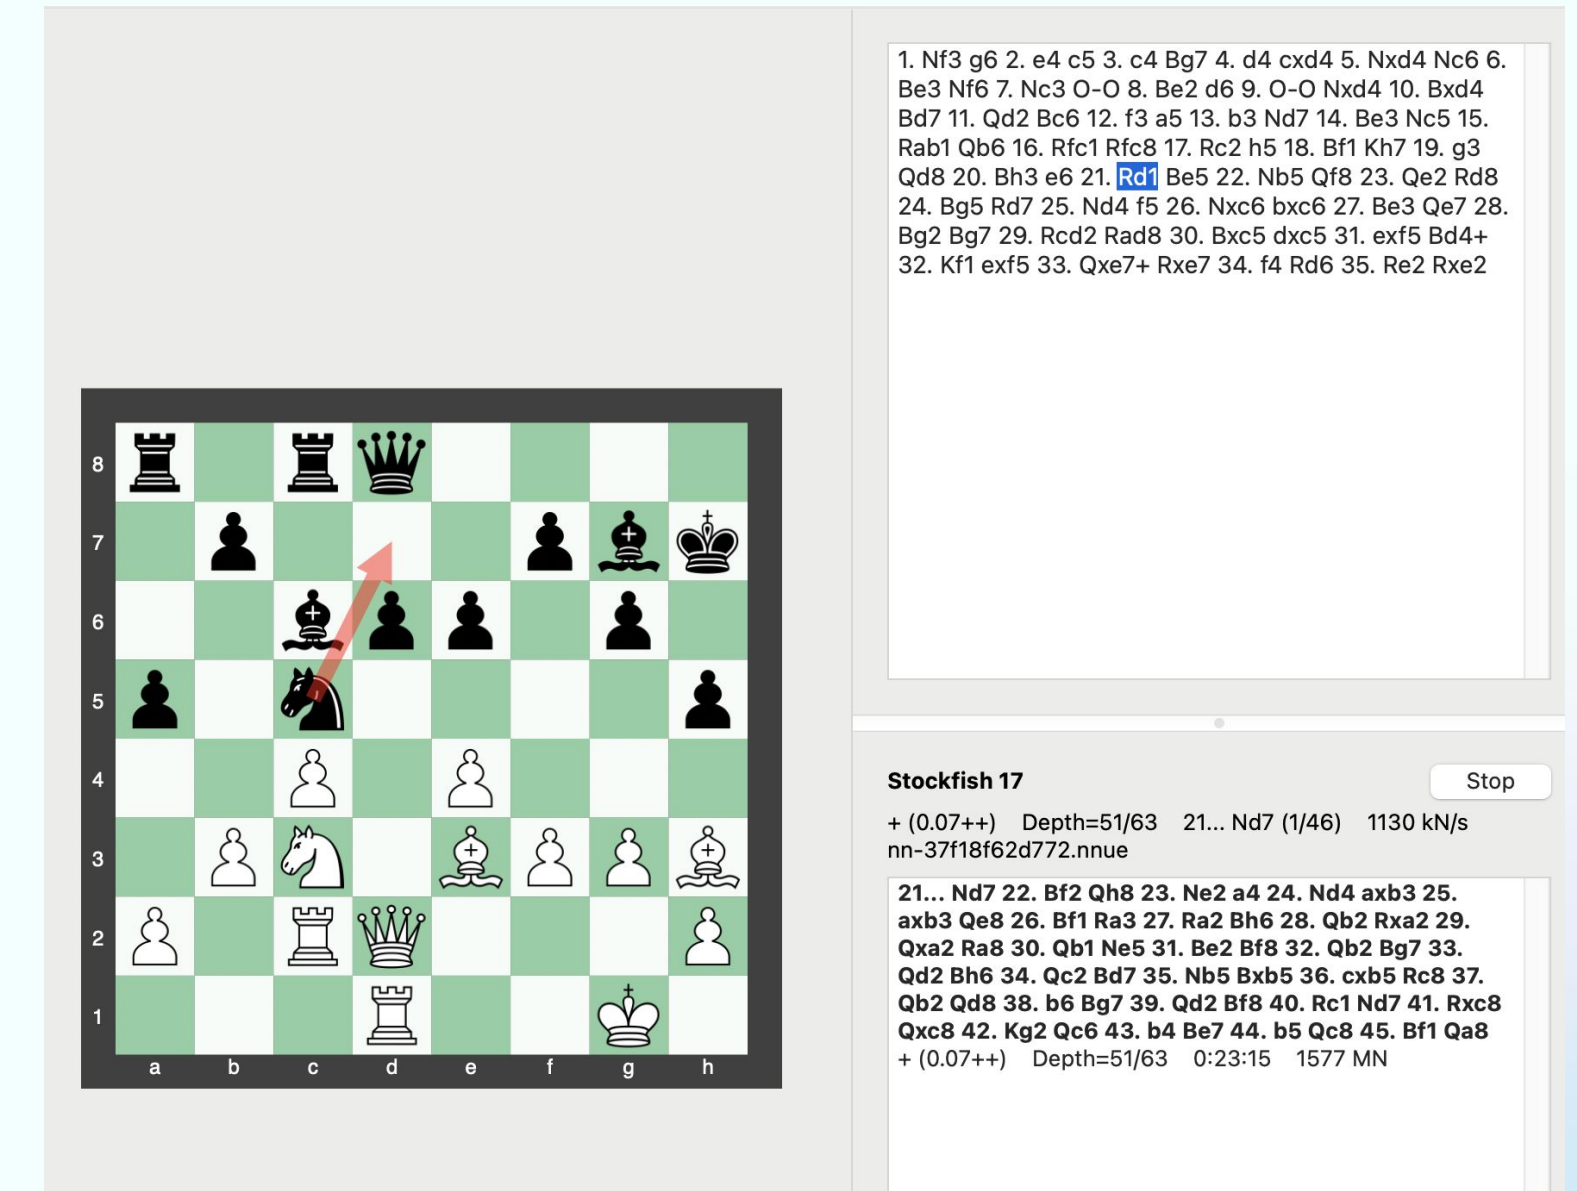 1. Nf3 g6 2. e4 c5 3. c4 Bg7 4. d4 cxd4 5. Nxd4 Nc6 6.
Be3 Nf6 7. Nc3 O-O 8. Be2 d6 9. O-O Nxd4 10. Bxd4
Bd7 11. Qd2 Bc6 12. f3 a5 13. b3 Nd7 14. Be3 Nc5 15.
Rab1 Qb6 16. Rfc1 Rfc8 17. Rc2 h5 18. Bf1 Kh7 19. g3
Qd8 20. Bh3 e6 21. Rd1 Be5 22. Nb5 Qf8 23. Qe2 Rd8
24. Bg5 Rd7 25. Nd4 f5 26. Nxc6 bxc6 27. Be3 Qe7 28.
Bg2 Bg7 29. Rcd2 Rad8 30. Bxc5 dxc5 31. exf5 Bd4+
32. Kf1 exf5 33. Qxe7+ Rxe7 34. f4 Rd6 35. Re2 Rxe2
8
7
6
5
4
3
2
1
a b c d e f g h
Stockfish 17
Stop
+ (0.07++) Depth=51/63 21... Nd7 (1/46) 1130 kN/s
nn-37f18f62d772.nnue
21... Nd7 22. Bf2 Qh8 23. Ne2 a4 24. Nd4 axb3 25.
axb3 Qe8 26. Bf1 Ra3 27. Ra2 Bh6 28. Qb2 Rxa2 29.
Qxa2 Ra8 30. Qb1 Ne5 31. Be2 Bf8 32. Qb2 Bg7 33.
Qd2 Bh6 34. Qc2 Bd7 35. Nb5 Bxb5 36. cxb5 Rc8 37.
Qb2 Qd8 38. b6 Bg7 39. Qd2 Bf8 40. Rc1 Nd7 41. Rxc8
Qxc8 42. Kg2 Qc6 43. b4 Be7 44. b5 Qc8 45. Bf1 Qa8
+ (0.07++) Depth=51/63 0:23:15 1577 MN